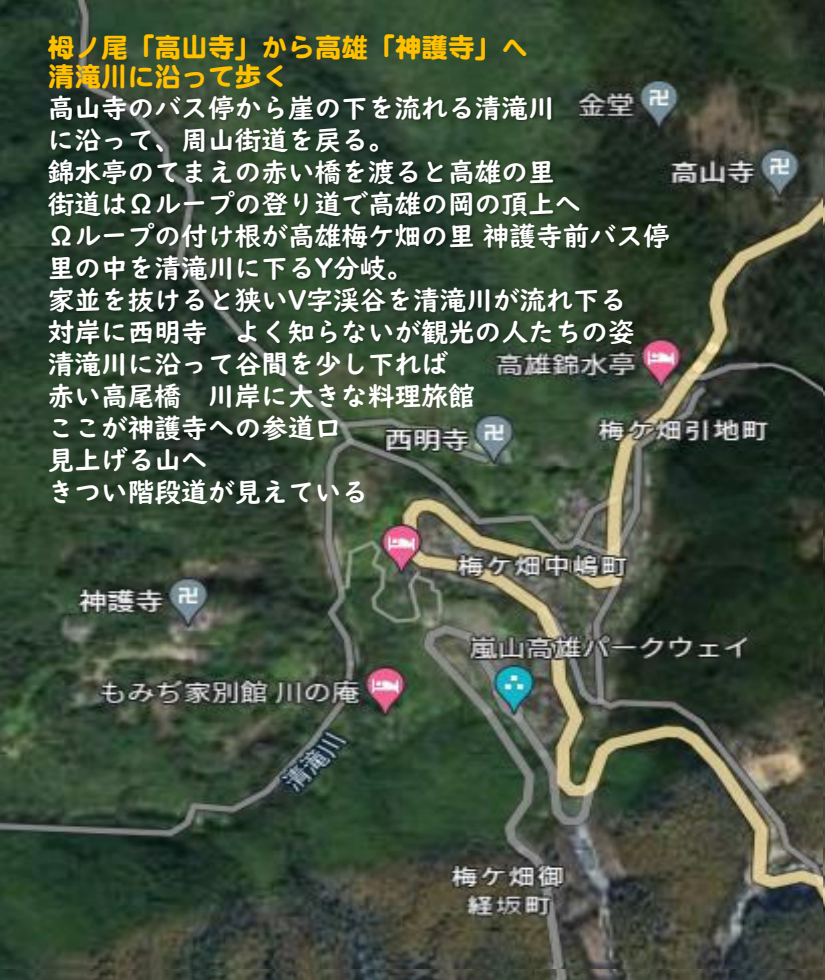 栂ノ尾「高山寺」から高雄「神護寺」へ
清滝川に沿って歩く
高山寺のバス停から崖の下を流れる清滝川
に沿って、周山街道を戻る。
錦水亭のてまえの赤い橋を渡ると高雄の里
街道はΩループの登り道で高雄の岡の頂上へ
Ωループの付け根が高雄梅ケ畑の里 神護寺前バス停
里の中を清滝川に下るY分岐。
家並を抜けると狭いV字渓谷を清滝川が流れ下る
対岸に西明寺 よく知らないが観光の人たちの姿
清滝川に沿って谷間を少し下れば
赤い高尾橋 川岸に大きな料理旅館
ここが神護寺への参道口
見上げる山へ
きつい階段道が見えている
金堂
高山寺
高雄錦水亭
梅ケ畑引地町
西明寺
梅ケ畑中嶋町
神護寺
嵐山高雄パークウェイ
もみぢ家別館 川の庵
清滝川
梅ケ畑御
経坂町